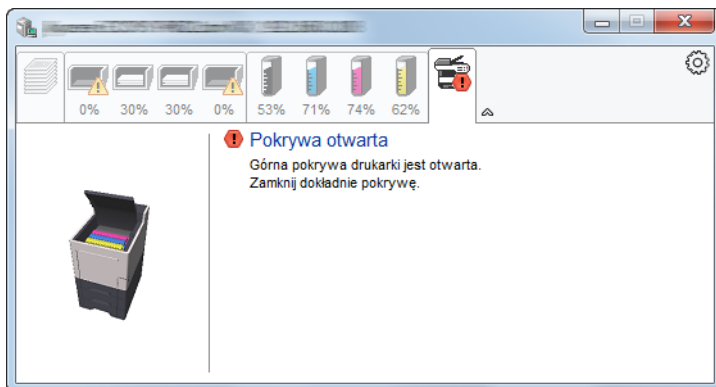 0% 30% 30% 0% 53% 71% 74% 62%
Pokrywa otwarta
Górna pokrywa drukarki jest otwarta.
Zamknij dokładnie pokrywę.